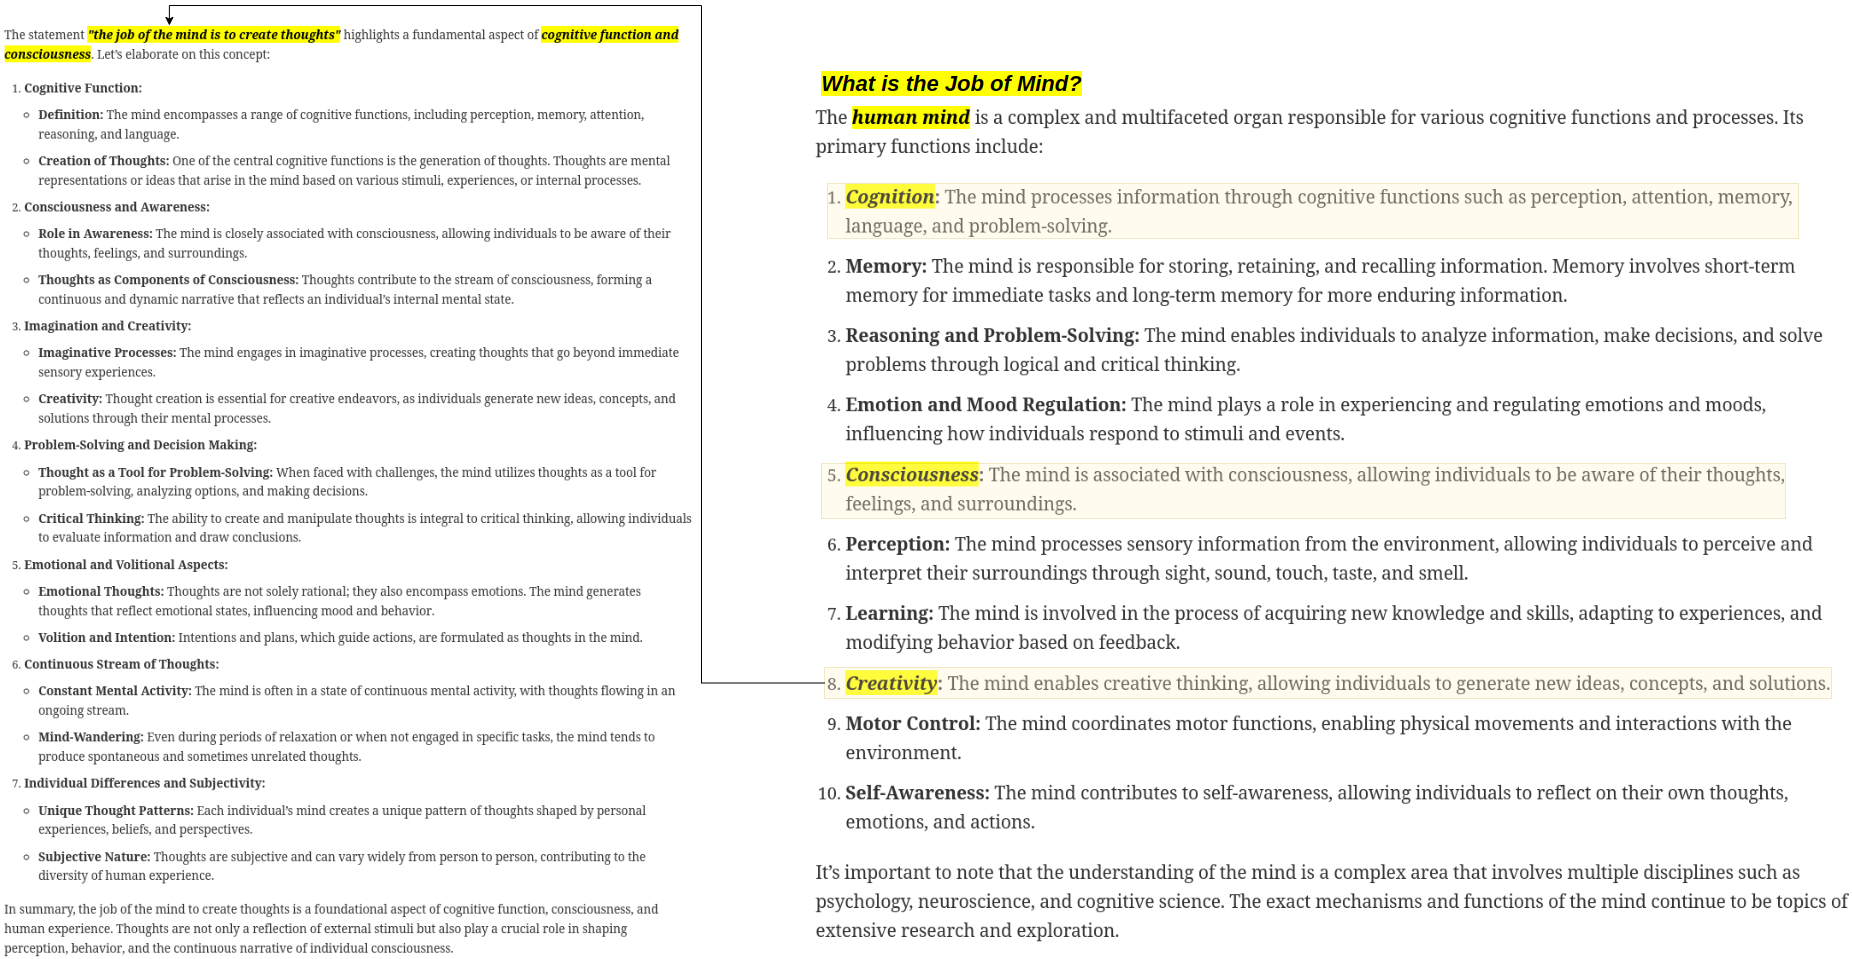 The statement "the job of the mind is to create thoughts" highlights a fundamental aspect of cognitive function and
consciousness. Let’s elaborate on this concept:
1. Cognitive Function:
◦ Definition: The mind encompasses a range of cognitive functions, including perception, memory, attention,
reasoning, and language.
◦ Creation of Thoughts: One of the central cognitive functions is the generation of thoughts. Thoughts are mental
representations or ideas that arise in the mind based on various stimuli, experiences, or internal processes.
2. Consciousness and Awareness:
◦ Role in Awareness: The mind is closely associated with consciousness, allowing individuals to be aware of their
thoughts, feelings, and surroundings.
◦ Thoughts as Components of Consciousness: Thoughts contribute to the stream of consciousness, forming a
continuous and dynamic narrative that reflects an individual’s internal mental state.
3. Imagination and Creativity:
◦ Imaginative Processes: The mind engages in imaginative processes, creating thoughts that go beyond immediate
sensory experiences.
◦ Creativity: Thought creation is essential for creative endeavors, as individuals generate new ideas, concepts, and
solutions through their mental processes.
4. Problem-Solving and Decision Making:
◦ Thought as a Tool for Problem-Solving: When faced with challenges, the mind utilizes thoughts as a tool for
problem-solving, analyzing options, and making decisions.
◦ Critical Thinking: The ability to create and manipulate thoughts is integral to critical thinking, allowing individuals
to evaluate information and draw conclusions.
5. Emotional and Volitional Aspects:
◦ Emotional Thoughts: Thoughts are not solely rational; they also encompass emotions. The mind generates
thoughts that reflect emotional states, influencing mood and behavior.
◦ Volition and Intention: Intentions and plans, which guide actions, are formulated as thoughts in the mind.
6. Continuous Stream of Thoughts:
◦ Constant Mental Activity: The mind is often in a state of continuous mental activity, with thoughts flowing in an
ongoing stream.
◦ Mind-Wandering: Even during periods of relaxation or when not engaged in specific tasks, the mind tends to
produce spontaneous and sometimes unrelated thoughts.
7. Individual Differences and Subjectivity:
◦ Unique Thought Patterns: Each individual’s mind creates a unique pattern of thoughts shaped by personal
experiences, beliefs, and perspectives.
◦ Subjective Nature: Thoughts are subjective and can vary widely from person to person, contributing to the
diversity of human experience.
In summary, the job of the mind to create thoughts is a foundational aspect of cognitive function, consciousness, and
human experience. Thoughts are not only a reflection of external stimuli but also play a crucial role in shaping
perception, behavior, and the continuous narrative of individual consciousness.
What is the Job of Mind?
The human mind is a complex and multifaceted organ responsible for various cognitive functions and processes. Its
primary functions include:
1. Cognition: The mind processes information through cognitive functions such as perception, attention, memory,
language, and problem-solving.
2. Memory: The mind is responsible for storing, retaining, and recalling information. Memory involves short-term
memory for immediate tasks and long-term memory for more enduring information.
3. Reasoning and Problem-Solving: The mind enables individuals to analyze information, make decisions, and solve
problems through logical and critical thinking.
4. Emotion and Mood Regulation: The mind plays a role in experiencing and regulating emotions and moods,
influencing how individuals respond to stimuli and events.
5. Consciousness: The mind is associated with consciousness, allowing individuals to be aware of their thoughts,
feelings, and surroundings.
6. Perception: The mind processes sensory information from the environment, allowing individuals to perceive and
interpret their surroundings through sight, sound, touch, taste, and smell.
7. Learning: The mind is involved in the process of acquiring new knowledge and skills, adapting to experiences, and
modifying behavior based on feedback.
8. Creativity: The mind enables creative thinking, allowing individuals to generate new ideas, concepts, and solutions.
9. Motor Control: The mind coordinates motor functions, enabling physical movements and interactions with the
environment.
10. Self-Awareness: The mind contributes to self-awareness, allowing individuals to reflect on their own thoughts,
emotions, and actions.
It’s important to note that the understanding of the mind is a complex area that involves multiple disciplines such as
psychology, neuroscience, and cognitive science. The exact mechanisms and functions of the mind continue to be topics of
extensive research and exploration.